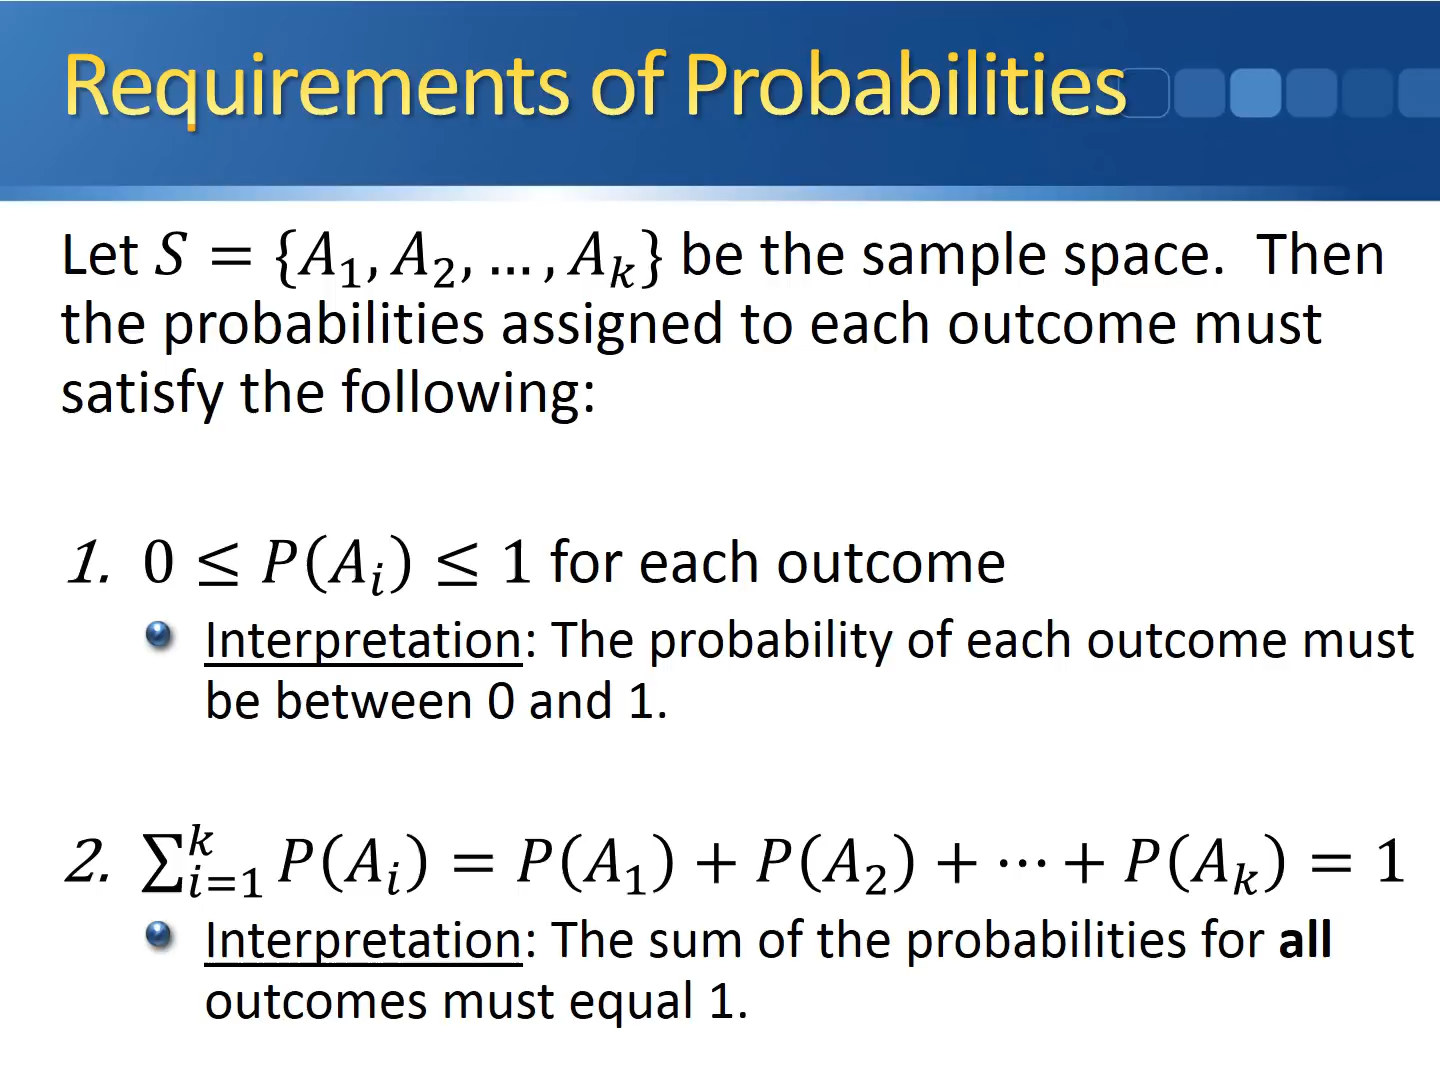 Requirements of Probabilities
Let 𝑆 = {𝐴₁, 𝐴₂, … , 𝐴ₖ} be the sample space.  Then
the probabilities assigned to each outcome must
satisfy the following:
1. 0 ≤ 𝑃(𝐴ᵢ) ≤ 1 for each outcome
Interpretation: The probability of each outcome must
be between 0 and 1.
2. ∑ᵢ₌₁ᵏ 𝑃(𝐴ᵢ) = 𝑃(𝐴₁) + 𝑃(𝐴₂) + ⋯ + 𝑃(𝐴ₖ) = 1
Interpretation: The sum of the probabilities for all
outcomes must equal 1.